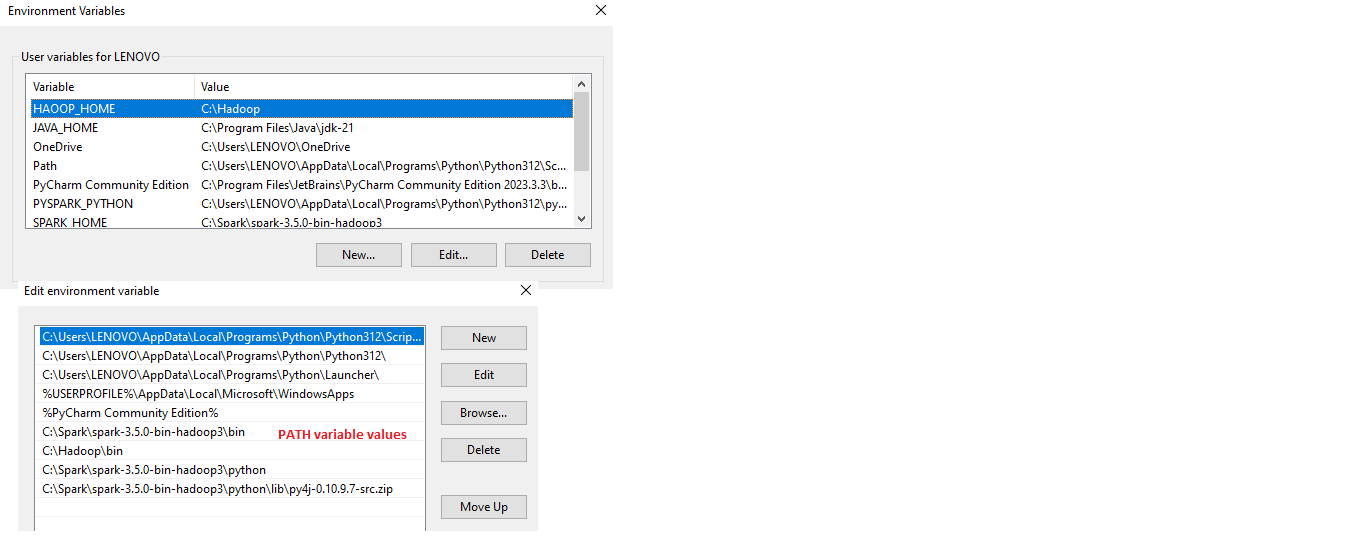 Environment Variables
User variables for LENOVO
Variable Value
HAOOP_HOME C:\Hadoop
JAVA_HOME C:\Program Files\Java\jdk-21
OneDrive C:\Users\LENOVO\OneDrive
Path C:\Users\LENOVO\AppData\Local\Programs\Python\Python312\Sc...
PyCharm Community Edition C:\Program Files\JetBrains\PyCharm Community Edition 2023.3.3\b...
PYSPARK_PYTHON C:\Users\LENOVO\AppData\Local\Programs\Python\Python312\py...
SPARK_HOME C:\Spark\spark-3.5.0-bin-hadoop3
New... Edit... Delete
Edit environment variable
C:\Users\LENOVO\AppData\Local\Programs\Python\Python312\Scrip... New
C:\Users\LENOVO\AppData\Local\Programs\Python\Python312\
C:\Users\LENOVO\AppData\Local\Programs\Python\Launcher\ Edit
%USERPROFILE%\AppData\Local\Microsoft\WindowsApps
%PyCharm Community Edition% Browse...
C:\Spark\spark-3.5.0-bin-hadoop3\bin PATH variable values
C:\Hadoop\bin Delete
C:\Spark\spark-3.5.0-bin-hadoop3\python
C:\Spark\spark-3.5.0-bin-hadoop3\python\lib\py4j-0.10.9.7-src.zip
Move Up